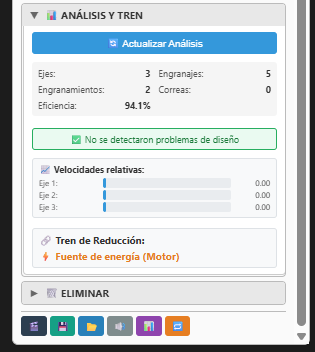 ANÁLISIS Y TREN
Actualizar Análisis
Ejes: 3 Engranajes: 5
Engranamientos: 2 Correas: 0
Eficiencia: 94.1%
No se detectaron problemas de diseño
Velocidades relativas:
Eje 1: 0.00
Eje 2: 0.00
Eje 3: 0.00
Tren de Reducción:
Fuente de energía (Motor)
ELIMINAR